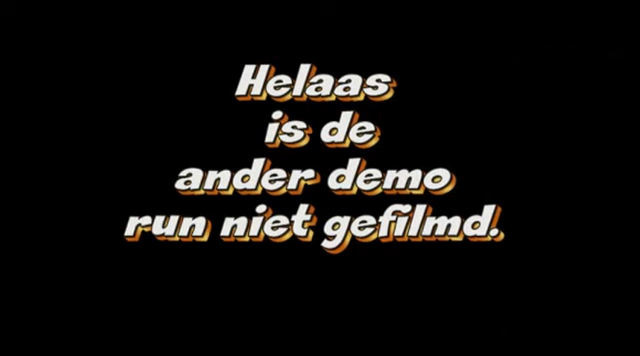 Helaas
is de
ander demo
run niet gefilmd.